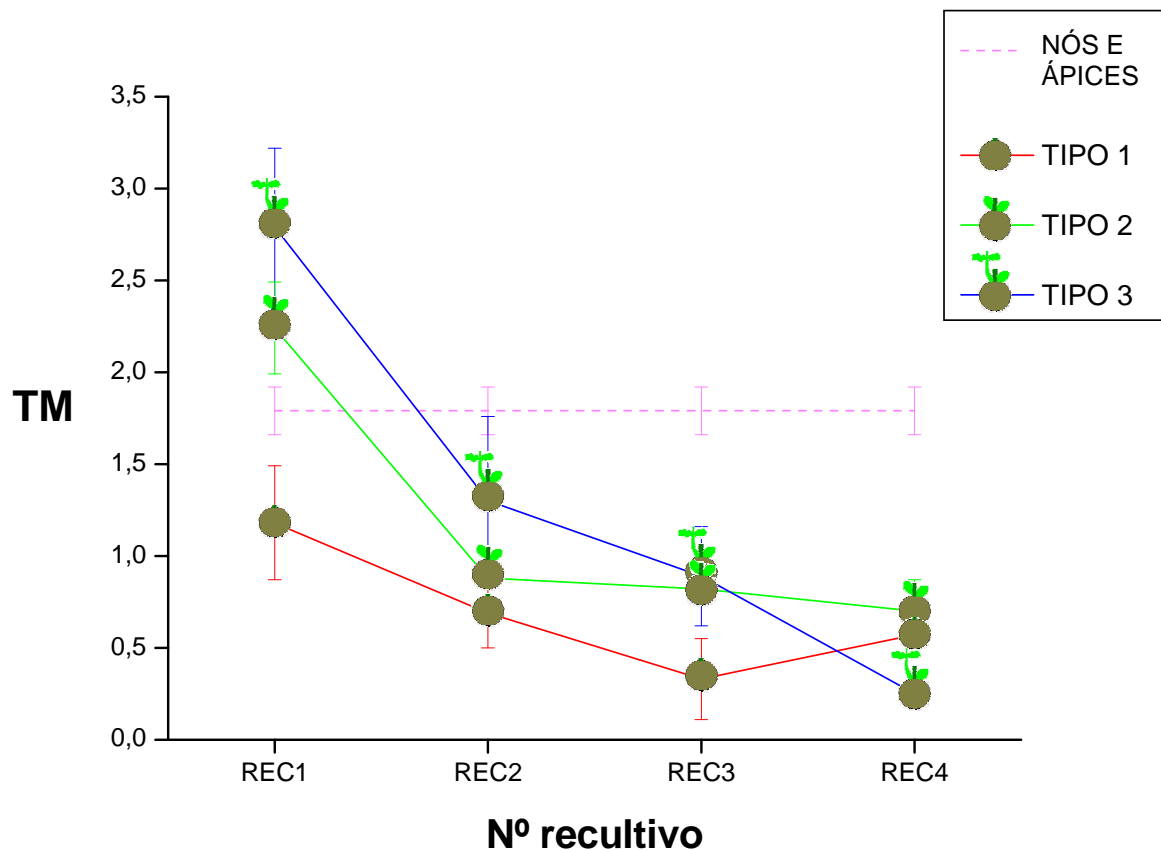 NÓS E
ÁPICES
TIPO 1
TIPO 2
TIPO 3
3,5
3,0
2,5
2,0
1,5
1,0
0,5
0,0
TM
REC1 REC2 REC3 REC4
Nº recultivo